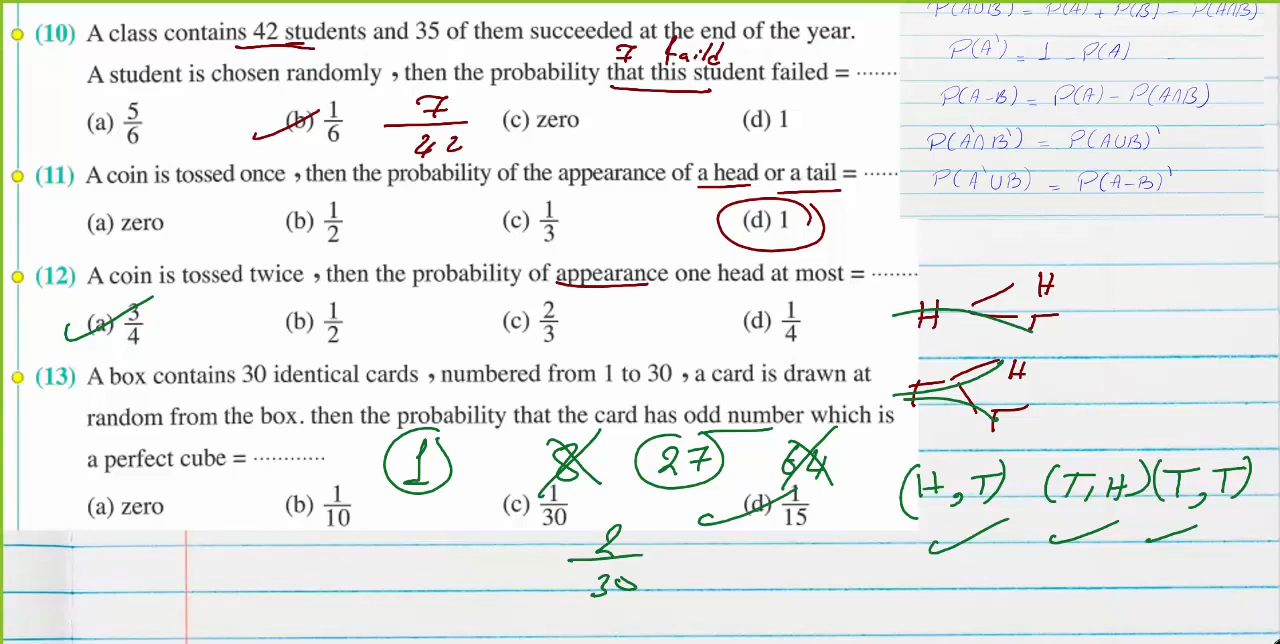 P(A∪B) = P(A) + P(B) - P(A∩B)
P(A') = 1 - P(A)
P(A-B) = P(A) - P(A∩B)
P(A'∩B') = P(A∪B)'
P(A'∪B) = P(A-B)'
(10) A class contains 42 students and 35 of them succeeded at the end of the year.
7 faild
A student is chosen randomly , then the probability that this student failed = ·······
(a) 5/6 (b) 1/6 7/42 (c) zero (d) 1
(11) A coin is tossed once , then the probability of the appearance of a head or a tail = ······
(a) zero (b) 1/2 (c) 1/3 (d) 1
(12) A coin is tossed twice , then the probability of appearance one head at most = ········
(a) 3/4 (b) 1/2 (c) 2/3 (d) 1/4
H H
T
T H
T
(13) A box contains 30 identical cards , numbered from 1 to 30 , a card is drawn at
random from the box. then the probability that the card has odd number which is
a perfect cube = ············ 1 8 27 64
(a) zero (b) 1/10 (c) 1/30 (d) 1/15
(H, T) (T, H) (T, T)
2/30